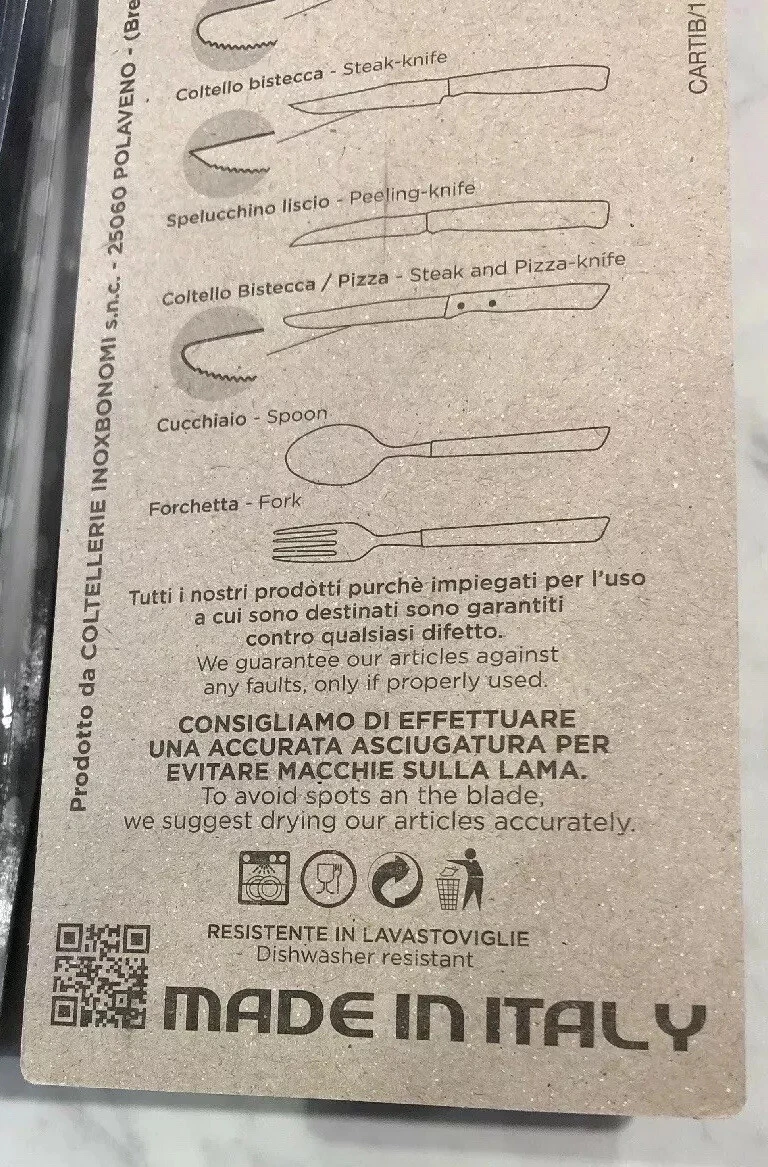 Coltello bistecca - Steak-knife
Spelucchino liscio - Peeling-knife
Coltello Bistecca / Pizza - Steak and Pizza-knife
Cucchiaio - Spoon
Forchetta - Fork
Tutti i nostri prodotti purchè impiegati per l'uso
a cui sono destinati sono garantiti
contro qualsiasi difetto.
We guarantee our articles against
any faults, only if properly used.
CONSIGLIAMO DI EFFETTUARE
UNA ACCURATA ASCIUGATURA PER
EVITARE MACCHIE SULLA LAMA.
To avoid spots an the blade,
we suggest drying our articles accurately.
RESISTENTE IN LAVASTOVIGLIE
Dishwasher resistant
MADE IN ITALY
Prodotto da COLTELLERIE INOXBONOMI s.n.c. - 25060 POLAVENO - (Bre
CARTIB/1